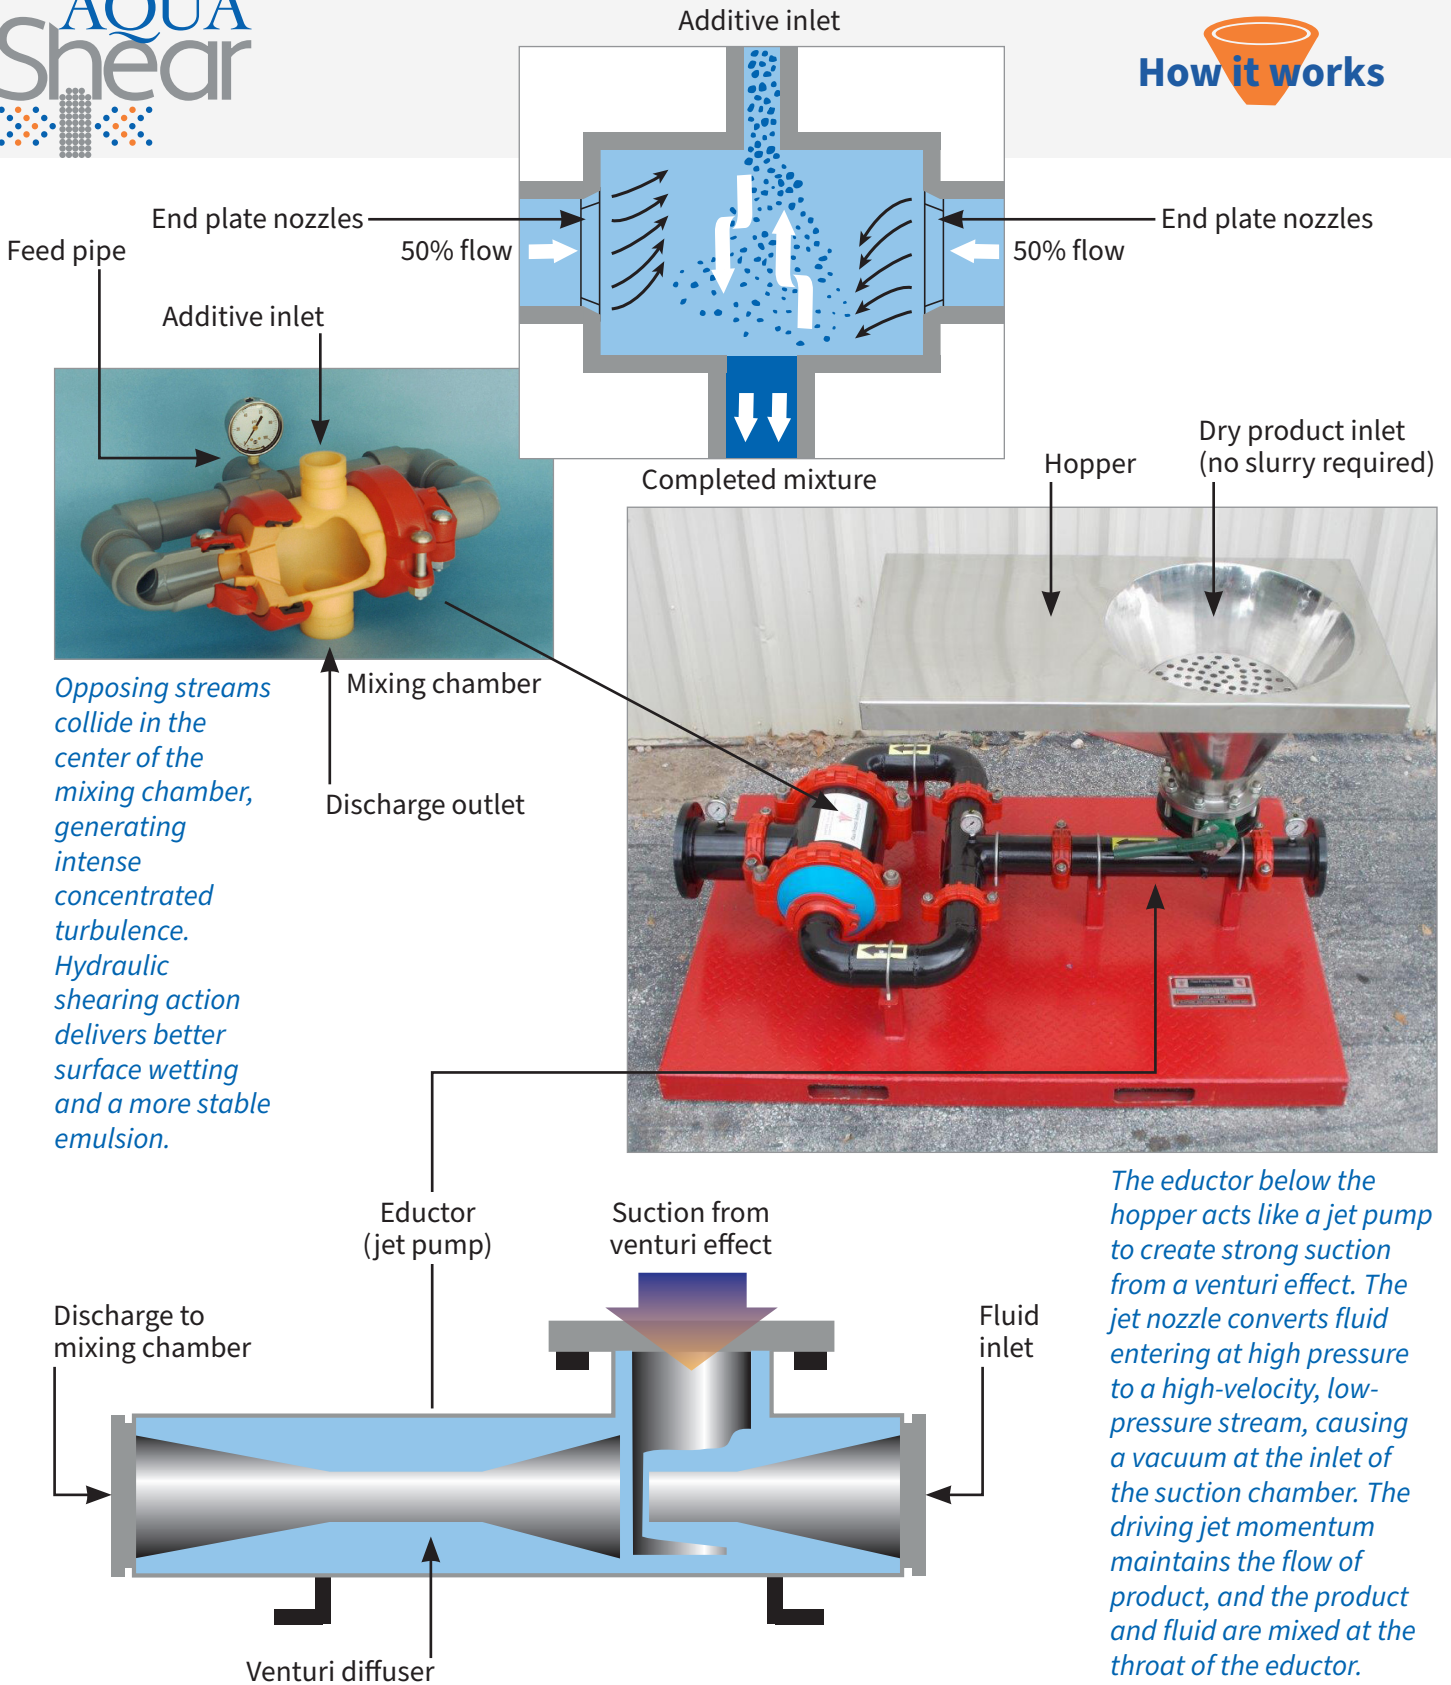 AQUA
Shear
Additive inlet
How it works
End plate nozzles
End plate nozzles
Feed pipe
50% flow
50% flow
Additive inlet
Completed mixture
Hopper
Dry product inlet
(no slurry required)
Mixing chamber
Discharge outlet
Opposing streams
collide in the
center of the
mixing chamber,
generating
intense
concentrated
turbulence.
Hydraulic
shearing action
delivers better
surface wetting
and a more stable
emulsion.
Eductor
(jet pump)
Suction from
venturi effect
Discharge to
mixing chamber
Fluid
inlet
Venturi diffuser
The eductor below the
hopper acts like a jet pump
to create strong suction
from a venturi effect. The
jet nozzle converts fluid
entering at high pressure
to a high-velocity, low-
pressure stream, causing
a vacuum at the inlet of
the suction chamber. The
driving jet momentum
maintains the flow of
product, and the product
and fluid are mixed at the
throat of the eductor.